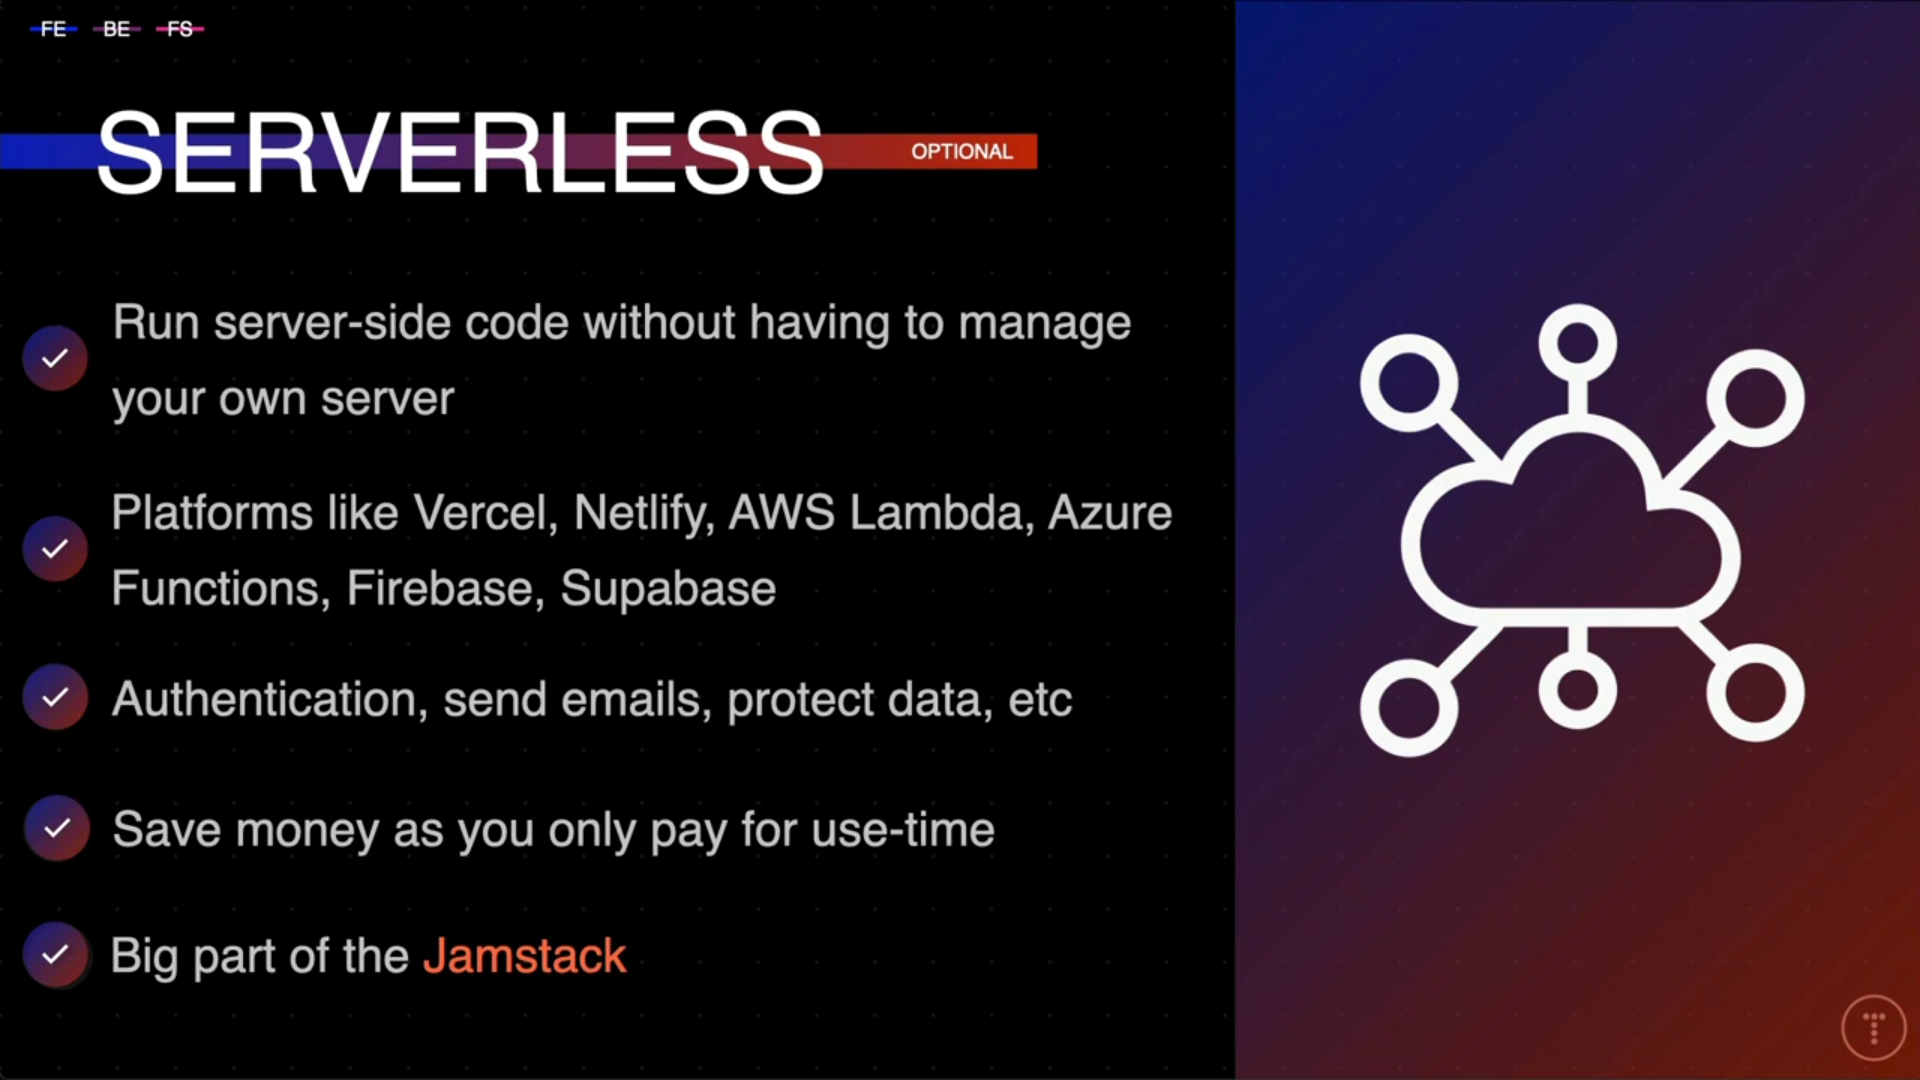 FE BE FS
SERVERLESS
OPTIONAL
Run server-side code without having to manage
your own server
Platforms like Vercel, Netlify, AWS Lambda, Azure
Functions, Firebase, Supabase
Authentication, send emails, protect data, etc
Save money as you only pay for use-time
Big part of the Jamstack
T